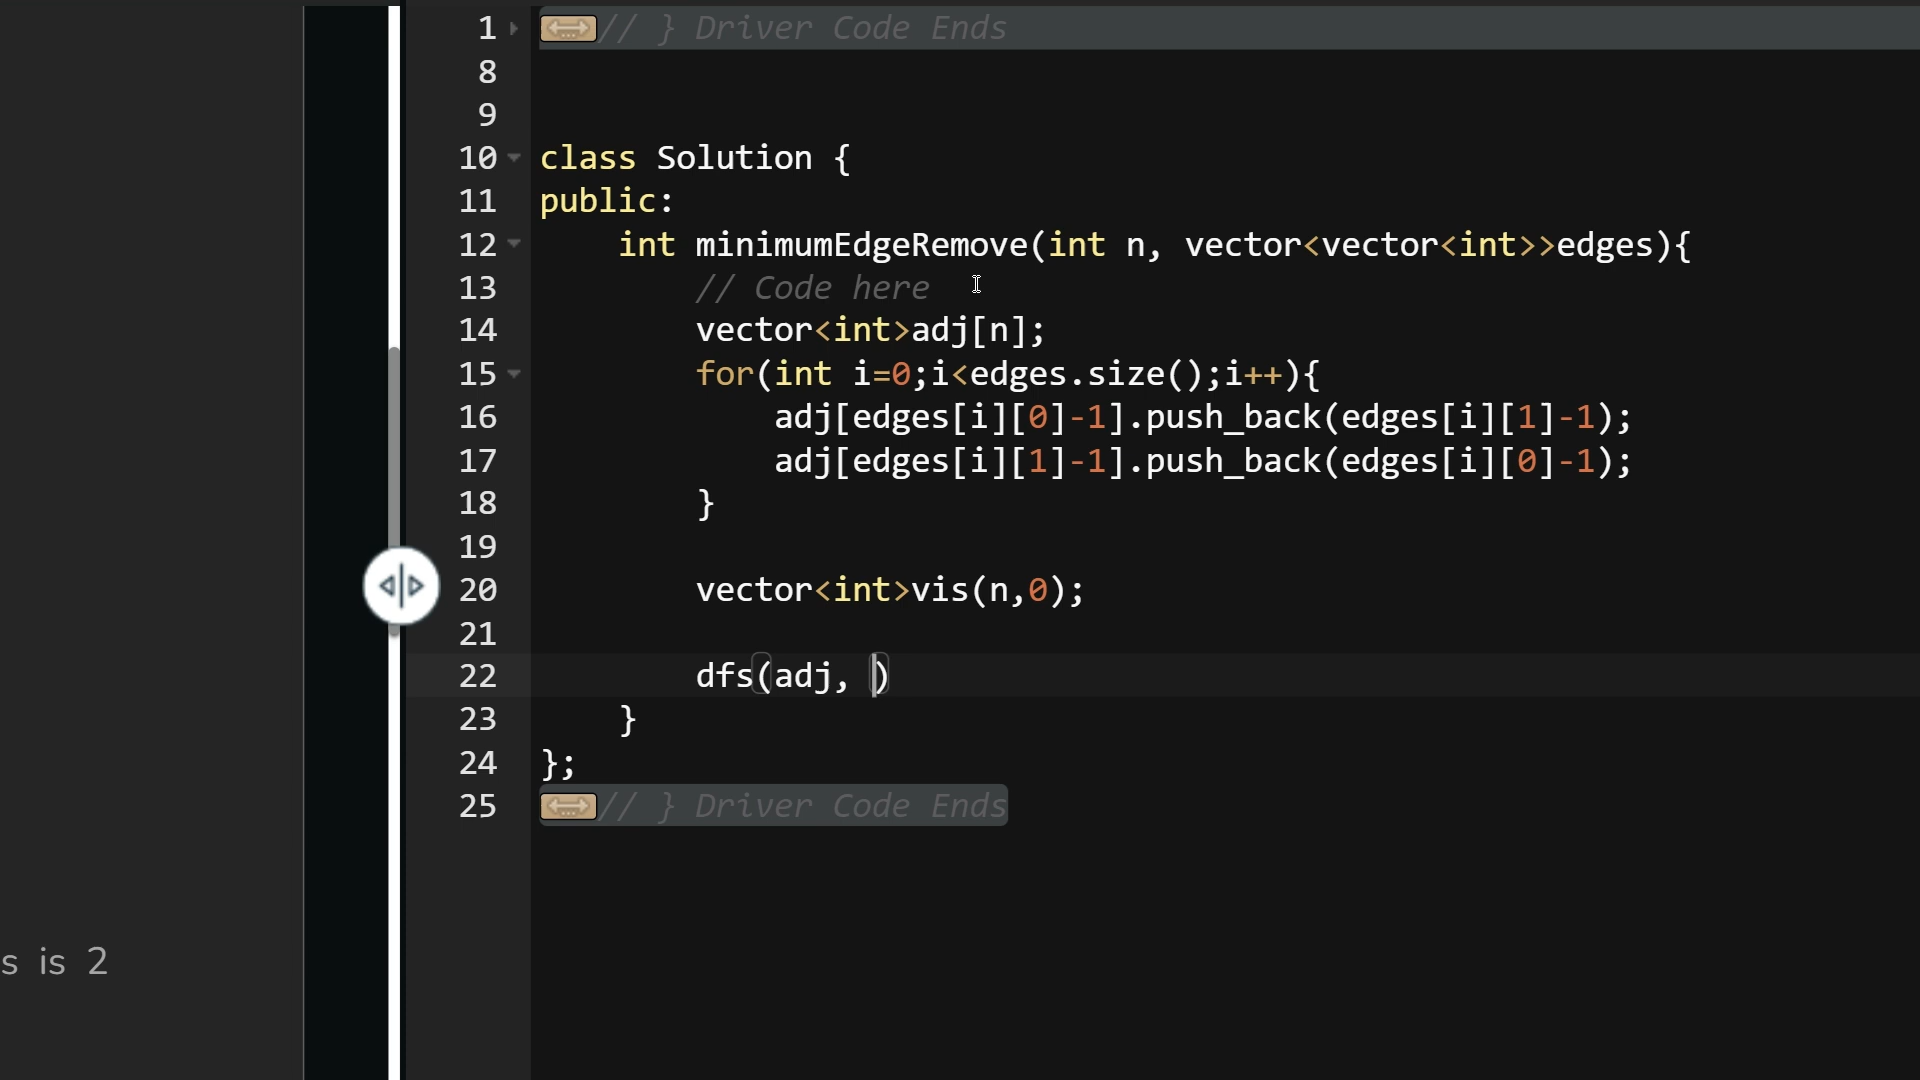 1 // } Driver Code Ends
8
9
10 class Solution {
11 public:
12 int minimumEdgeRemove(int n, vector<vector<int>>edges){
13 // Code here
14 vector<int>adj[n];
15 for(int i=0;i<edges.size();i++){
16 adj[edges[i][0]-1].push_back(edges[i][1]-1);
17 adj[edges[i][1]-1].push_back(edges[i][0]-1);
18 }
19
20 vector<int>vis(n,0);
21
22 dfs(adj, )
23 }
24 };
25 // } Driver Code Ends
s is 2